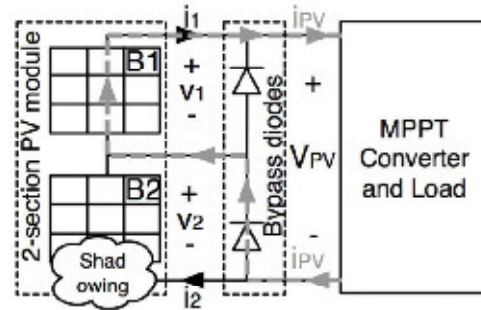 2-section PV module
B1
B2
Shad
owing
i1
+
v1
-
+
v2
-
i2
Bypass diodes
iPV
+
VPV
-
iPV
MPPT
Converter
and Load